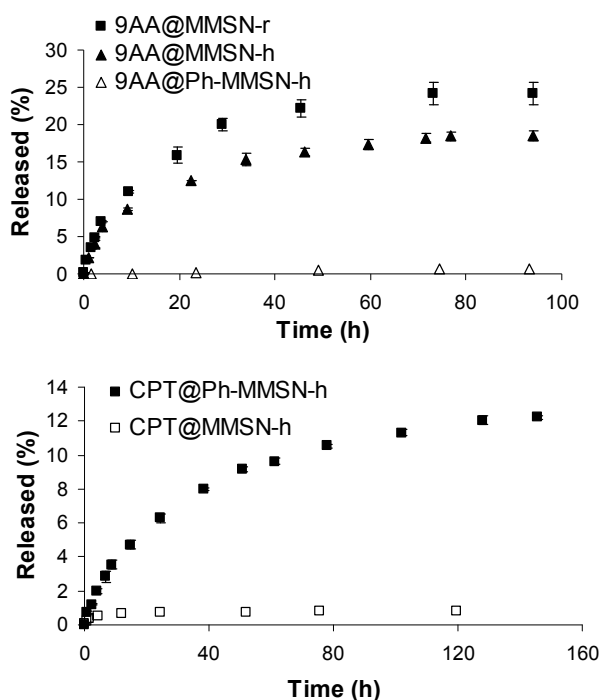 9AA@MMSN-r
9AA@MMSN-h
9AA@Ph-MMSN-h
30
25
20
15
10
5
0
Released (%)
0 20 40 60 80 100
Time (h)
CPT@Ph-MMSN-h
CPT@MMSN-h
14
12
10
8
6
4
2
0
Released (%)
0 40 80 120 160
Time (h)